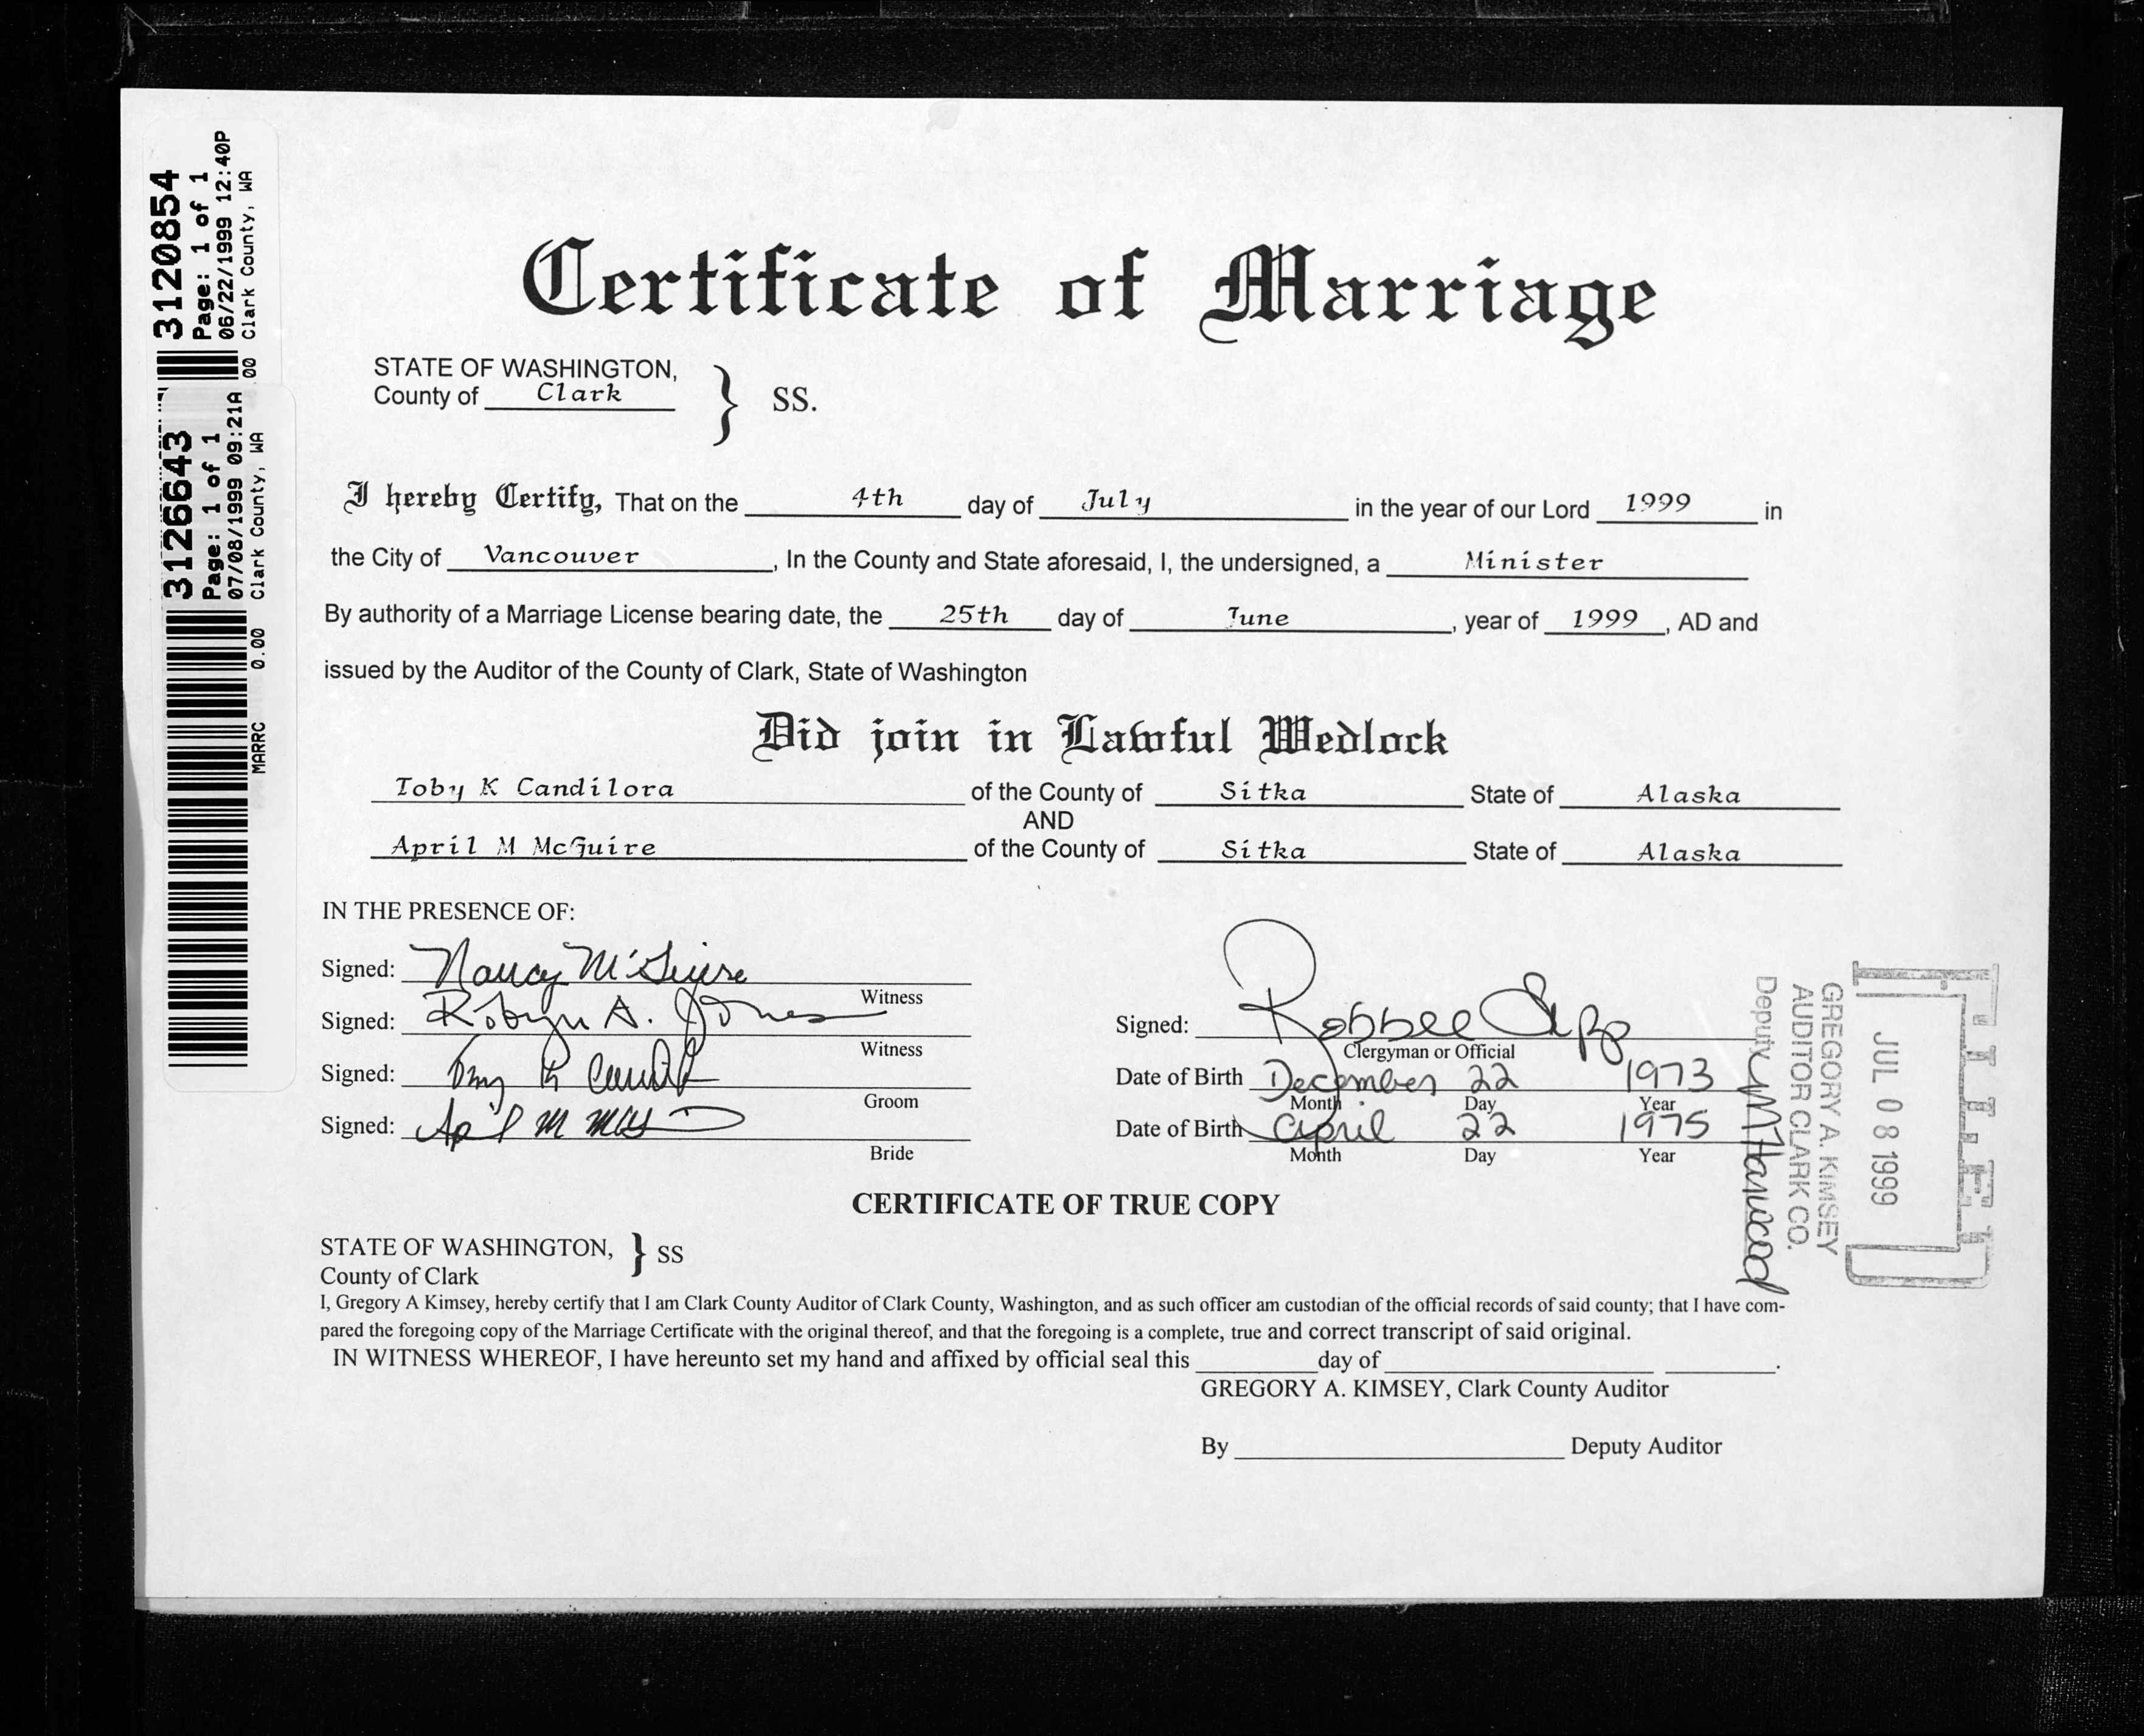 3120854
Page: 1 of 1
06/22/1999 12:40P
Clark County, WA
.00
3126643
Page: 1 of 1
07/08/1999 09:21A
MARRC 0.00 Clark County, WA
Certificate of Marriage
STATE OF WASHINGTON,
County of Clark } SS.
I hereby Certify, That on the 4th day of July in the year of our Lord 1999 in
the City of Vancouver, In the County and State aforesaid, I, the undersigned, a Minister
By authority of a Marriage License bearing date, the 25th day of June, year of 1999, AD and
issued by the Auditor of the County of Clark, State of Washington
Did join in Lawful Wedlock
Toby K Candilora of the County of Sitka State of Alaska
AND
April M McGuire of the County of Sitka State of Alaska
IN THE PRESENCE OF:
Signed: Nancy McGuire
Witness
Signed: Robyn A. Jones
Witness
Signed: Robbee
Clergyman or Official
Signed:
Groom
Date of Birth December 22 1973
Month Day Year
Signed: April M
Bride
Date of Birth April 22 1975
Month Day Year
FILED
JUL 08 1999
GREGORY A. KIMSEY
AUDITOR CLARK CO.
Deputy
CERTIFICATE OF TRUE COPY
STATE OF WASHINGTON, } SS
County of Clark
I, Gregory A Kimsey, hereby certify that I am Clark County Auditor of Clark County, Washington, and as such officer am custodian of the official records of said county; that I have com-
pared the foregoing copy of the Marriage Certificate with the original thereof, and that the foregoing is a complete, true and correct transcript of said original.
IN WITNESS WHEREOF, I have hereunto set my hand and affixed by official seal this day of .
GREGORY A. KIMSEY, Clark County Auditor
By Deputy Auditor